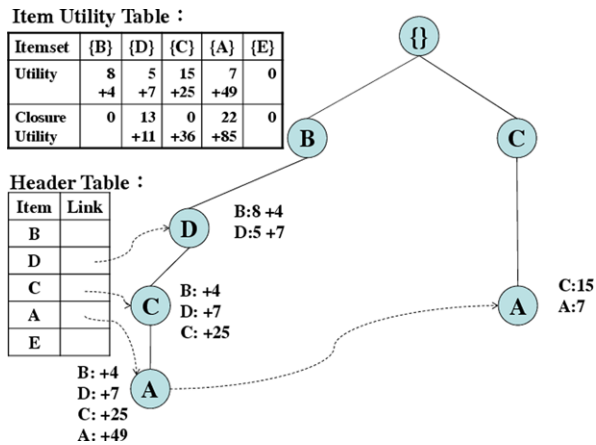 Item Utility Table：
Itemset {B} {D} {C} {A} {E}
Utility 8 5 15 7 0
+4 +7 +25 +49
Closure 0 13 0 22 0
Utility +11 +36 +85
{}
B
C
Header Table：
Item Link
B
D
C
A
E
D
B:8 +4
D:5 +7
C
B: +4
D: +7
C: +25
A
C:15
A:7
A
B: +4
D: +7
C: +25
A: +49